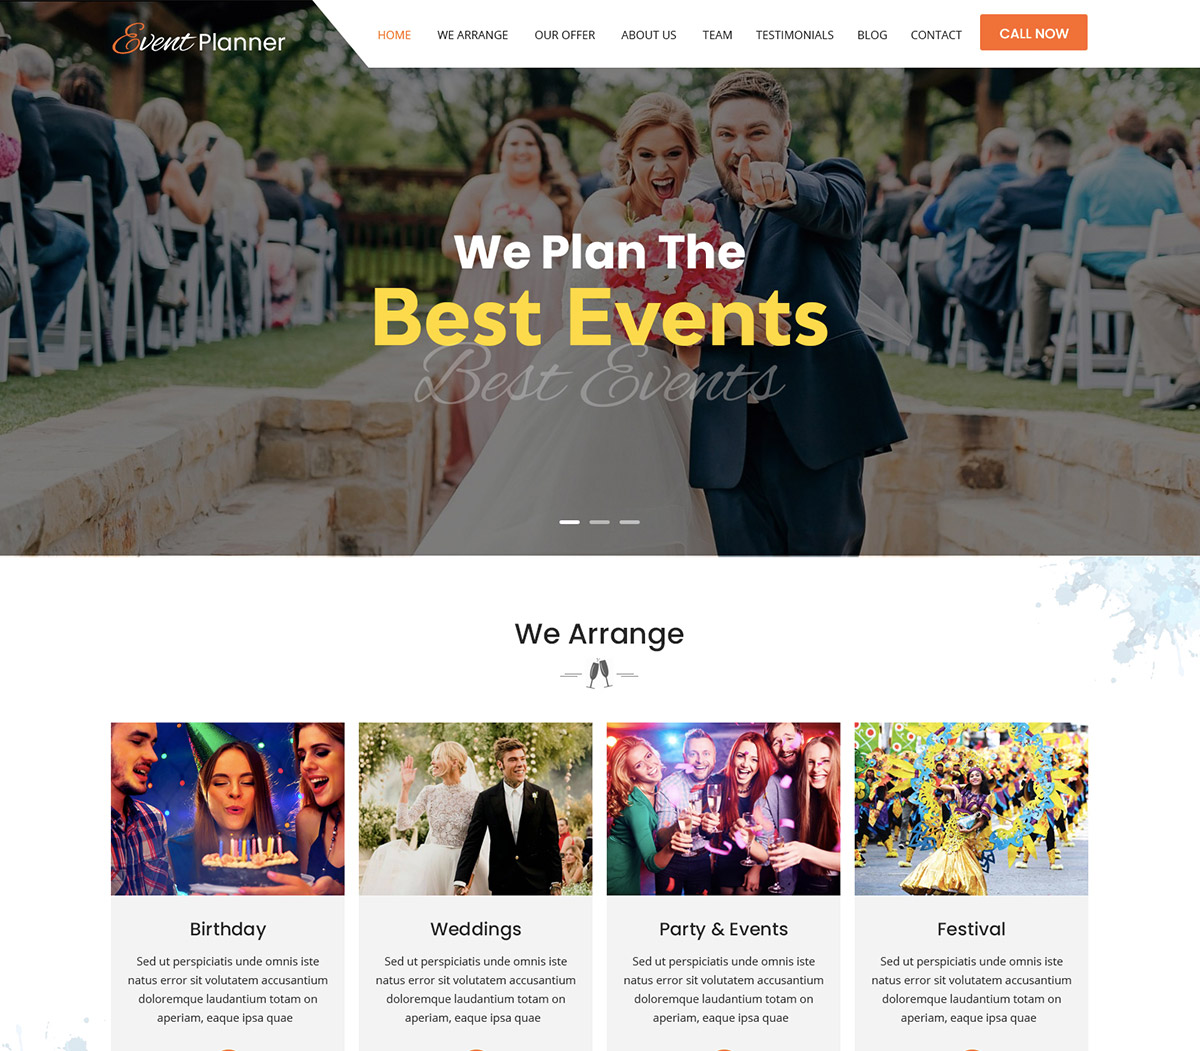 Event Planner
HOME WE ARRANGE OUR OFFER ABOUT US TEAM TESTIMONIALS BLOG CONTACT CALL NOW
We Plan The
Best Events
Best Events
We Arrange
Birthday
Sed ut perspiciatis unde omnis iste
natus error sit volutatem accusantium
doloremque laudantium totam on
aperiam, eaque ipsa quae
Weddings
Sed ut perspiciatis unde omnis iste
natus error sit volutatem accusantium
doloremque laudantium totam on
aperiam, eaque ipsa quae
Party & Events
Sed ut perspiciatis unde omnis iste
natus error sit volutatem accusantium
doloremque laudantium totam on
aperiam, eaque ipsa quae
Festival
Sed ut perspiciatis unde omnis iste
natus error sit volutatem accusantium
doloremque laudantium totam on
aperiam, eaque ipsa quae